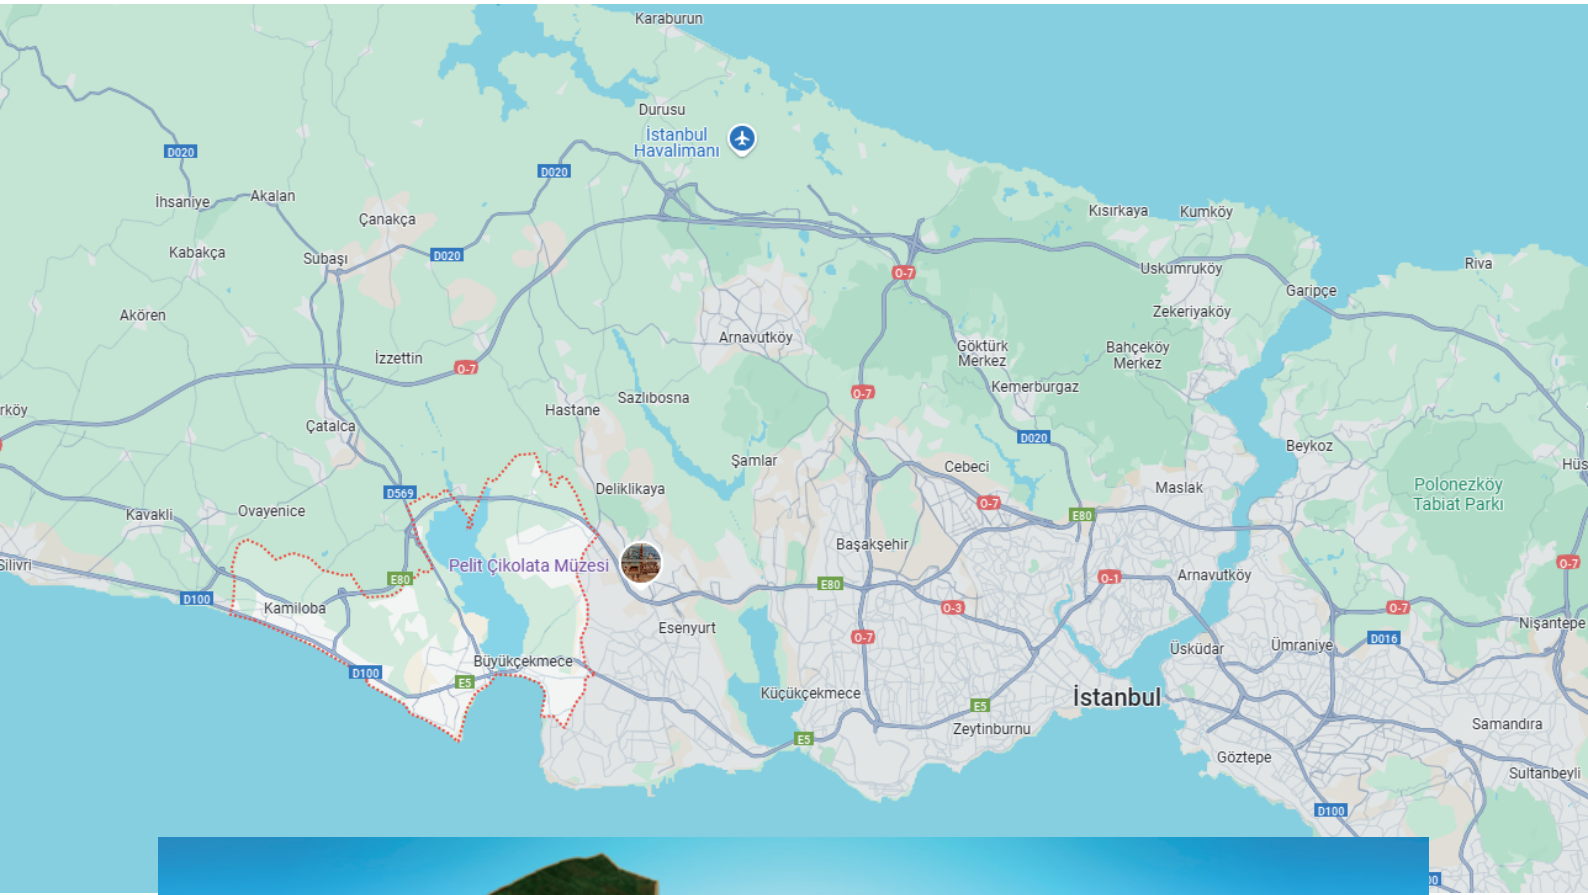 Karaburun
Durusu
İstanbul
Havalimanı
D020
D020
İhsaniye
Akalan
Çanakça
Kısırkaya
Kumköy
Kabakça
Subaşı
D020
Uskumruköy
Riva
O-7
Garipçe
Akören
Zekeriyaköy
Arnavutköy
Göktürk
Merkez
Bahçeköy
Merkez
İzzettin
O-7
Kemerburgaz
O-7
Sazlıbosna
Hastane
rköy
Çatalca
D020
Beykoz
Şamlar
Cebeci
Hüs
Deliklikaya
Maslak
Polonezköy
Tabiat Parkı
D569
O-7
Kavakli
Ovayenice
E80
Başakşehir
Silivri
Pelit Çikolata Müzesi
O-7
E80
E80
O-1
Arnavutköy
D100
Kamiloba
O-3
O-7
Esenyurt
Nişantepe
O-7
D016
Üsküdar
Ümraniye
Büyükçekmece
D100
E5
Küçükçekmece
İstanbul
E5
Zeytinburnu
Samandıra
E5
Göztepe
Sultanbeyli
D100
00